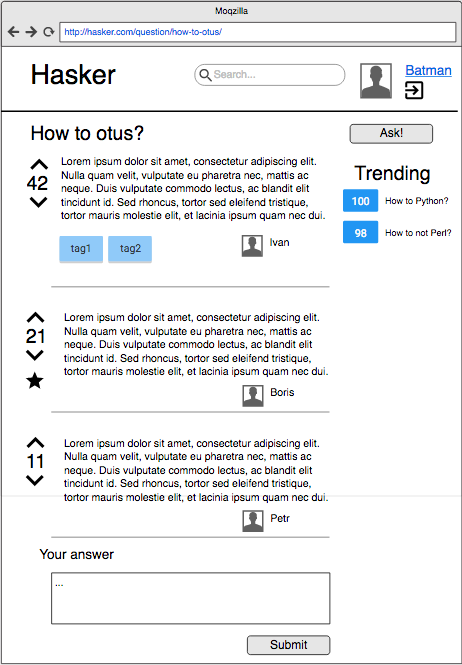 Moqzilla
http://hasker.com/question/how-to-otus/
Hasker
Search...
Batman
How to otus?
Ask!
42
Lorem ipsum dolor sit amet, consectetur adipiscing elit.
Nulla quam velit, vulputate eu pharetra nec, mattis ac
neque. Duis vulputate commodo lectus, ac blandit elit
tincidunt id. Sed rhoncus, tortor sed eleifend tristique,
tortor mauris molestie elit, et lacinia ipsum quam nec dui.
tag1
tag2
Ivan
Trending
100 How to Python?
98 How to not Perl?
21
Lorem ipsum dolor sit amet, consectetur adipiscing elit.
Nulla quam velit, vulputate eu pharetra nec, mattis ac
neque. Duis vulputate commodo lectus, ac blandit elit
tincidunt id. Sed rhoncus, tortor sed eleifend tristique,
tortor mauris molestie elit, et lacinia ipsum quam nec dui.
Boris
11
Lorem ipsum dolor sit amet, consectetur adipiscing elit.
Nulla quam velit, vulputate eu pharetra nec, mattis ac
neque. Duis vulputate commodo lectus, ac blandit elit
tincidunt id. Sed rhoncus, tortor sed eleifend tristique,
tortor mauris molestie elit, et lacinia ipsum quam nec dui.
Petr
Your answer
...
Submit